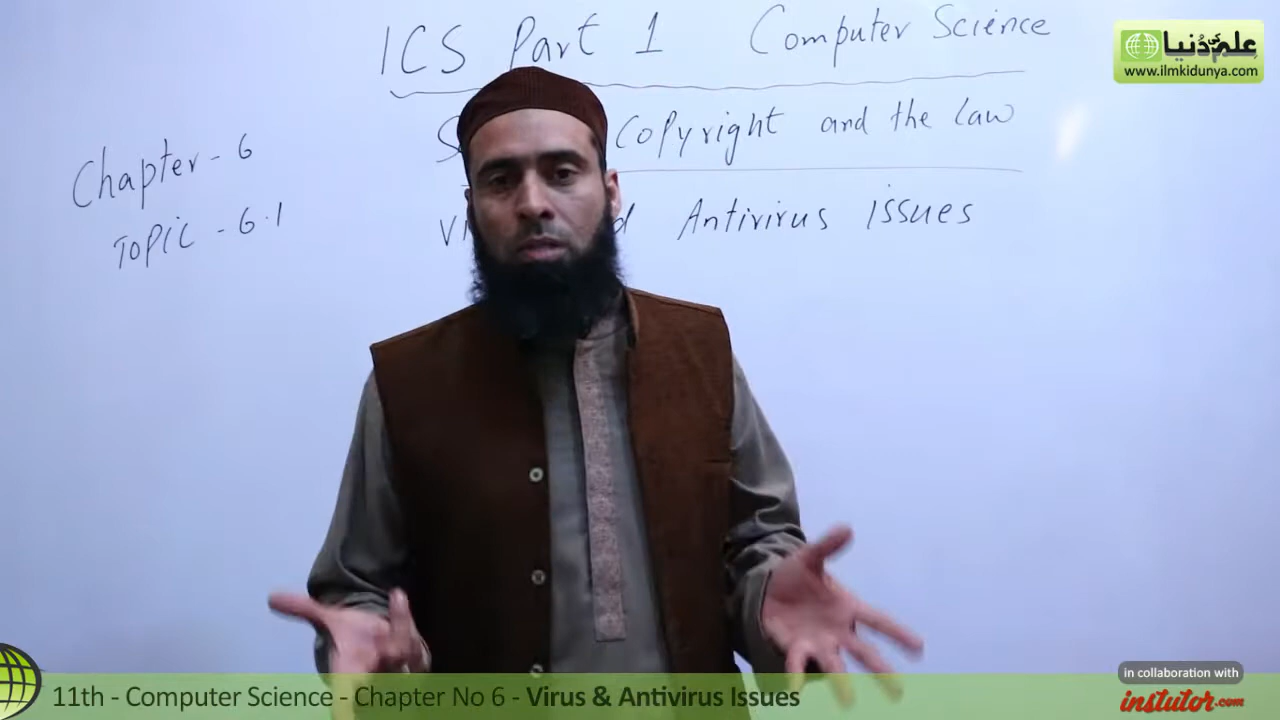 ICS Part 1 Computer Science
علم کی دُنیا
www.ilmkidunya.com
Copyright and the Law
Chapter - 6
Antivirus issues
Topic - 6.1
in collaboration with
11th - Computer Science - Chapter No 6 - Virus & Antivirus Issues
instutor.com